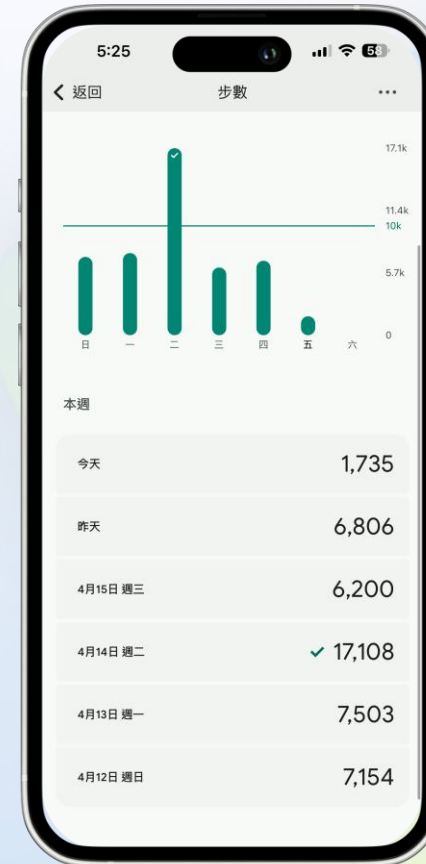 5:25
58
返回 步數
17.1k
11.4k
10k
5.7k
0
日 一 二 三 四 五 六
本週
今天 1,735
昨天 6,806
4月15日 週三 6,200
4月14日 週二 ✓ 17,108
4月13日 週一 7,503
4月12日 週日 7,154